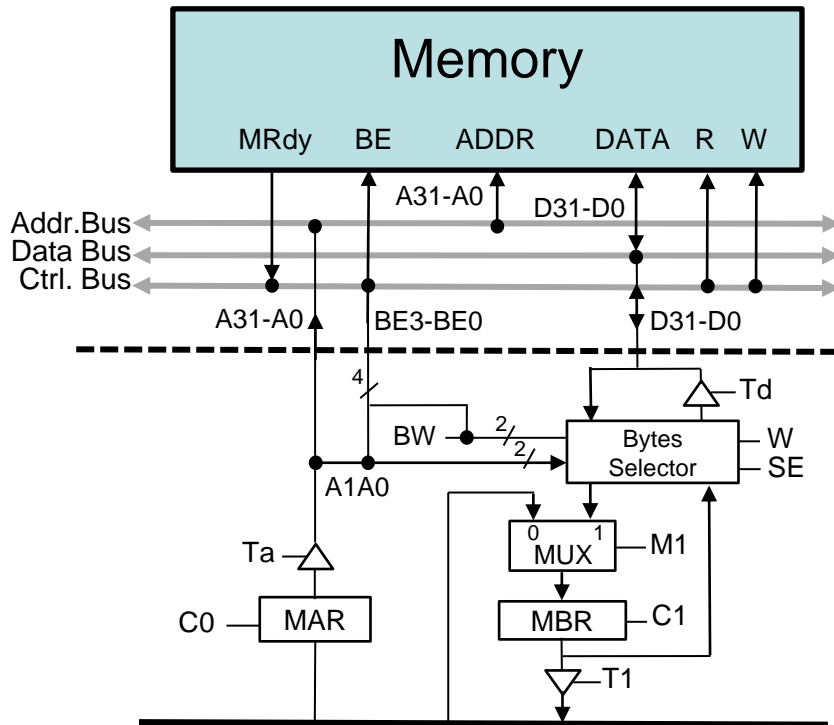 Memory
MRdy BE ADDR DATA R W
A31-A0
D31-D0
Addr.Bus
Data Bus
Ctrl. Bus
A31-A0 BE3-BE0 D31-D0
4
Td
BW
2
2
Bytes
Selector
W
SE
A1A0
0 1
MUX
M1
Ta
C0
MAR
MBR
C1
T1